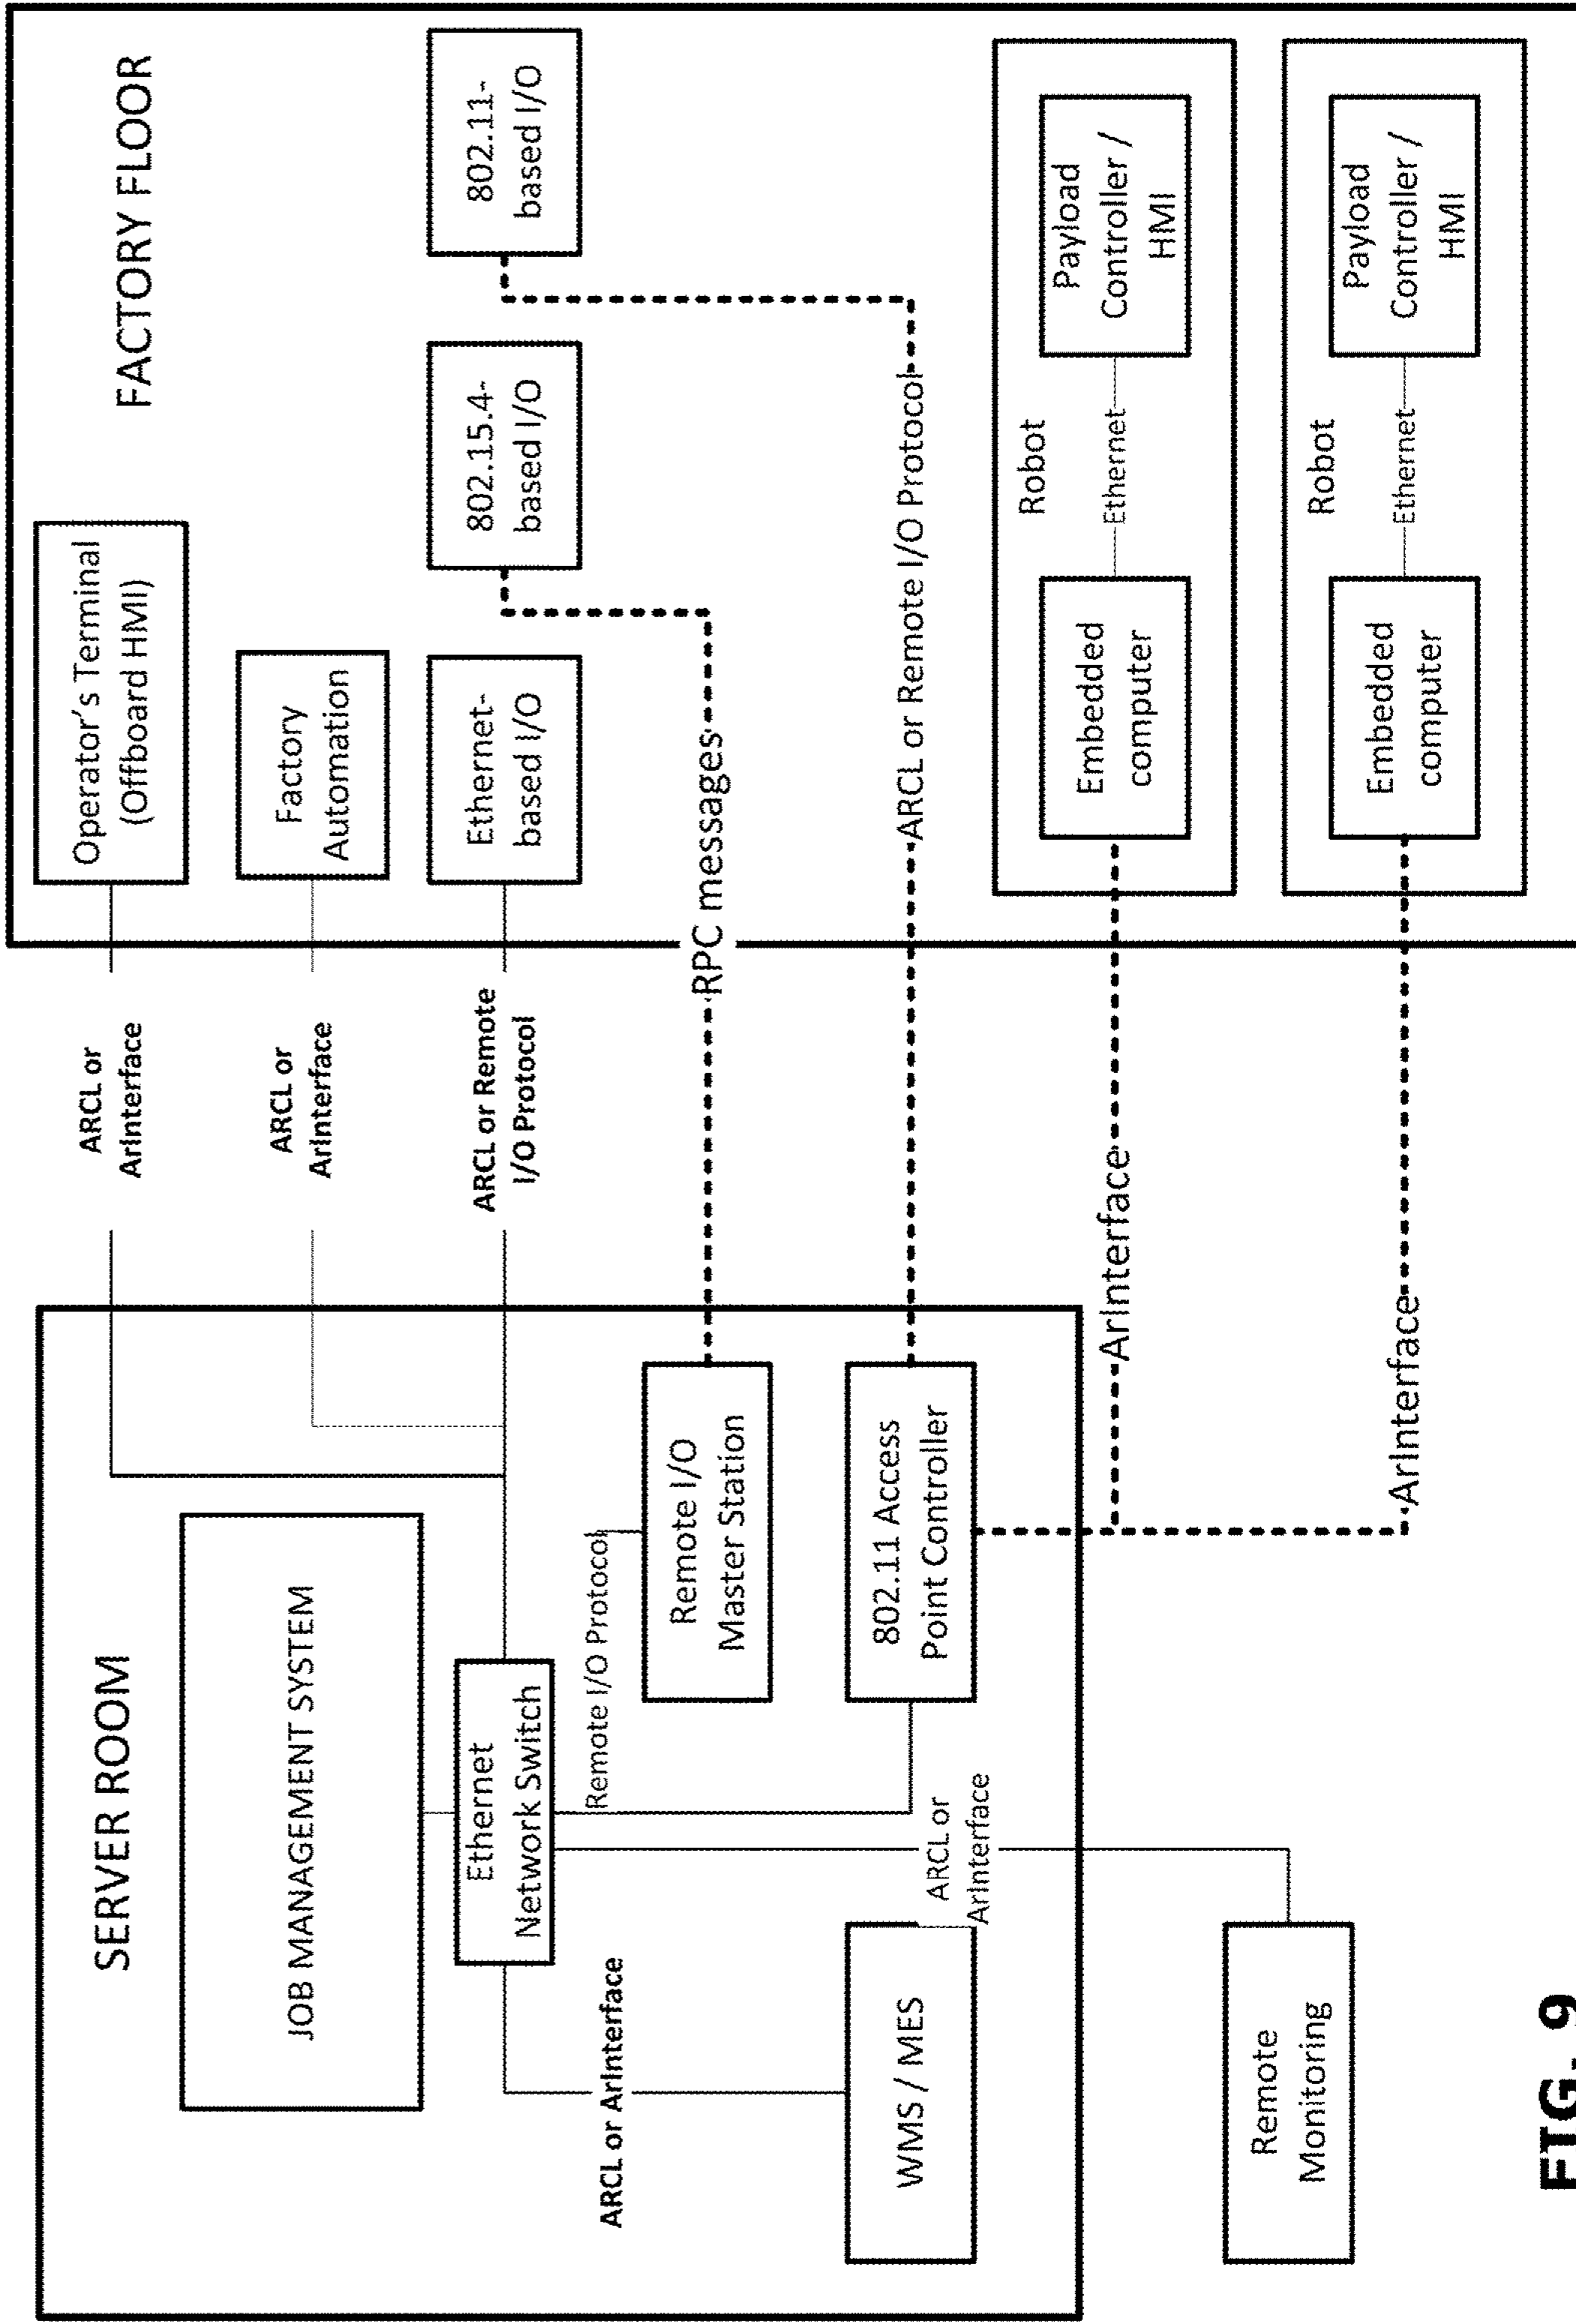 SERVER ROOM
JOB MANAGEMENT SYSTEM
Ethernet
Network Switch
ARCL or ArInterface
WMS / MES
Remote I/O Protocol
Remote I/O
Master Station
802.11 Access
Point Controller
ARCL or
ArInterface
Remote
Monitoring
ARCL or
ArInterface
ARCL or
ArInterface
ARCL or Remote
I/O Protocol
RPC messages
ARCL or Remote I/O Protocol
ArInterface
ArInterface
FACTORY FLOOR
Operator's Terminal
(Offboard HMI)
Factory
Automation
Ethernet-
based I/O
802.15.4-
based I/O
802.11-
based I/O
Robot
Embedded
computer
Ethernet
Payload
Controller /
HMI
Robot
Embedded
computer
Ethernet
Payload
Controller /
HMI
FIG. 9